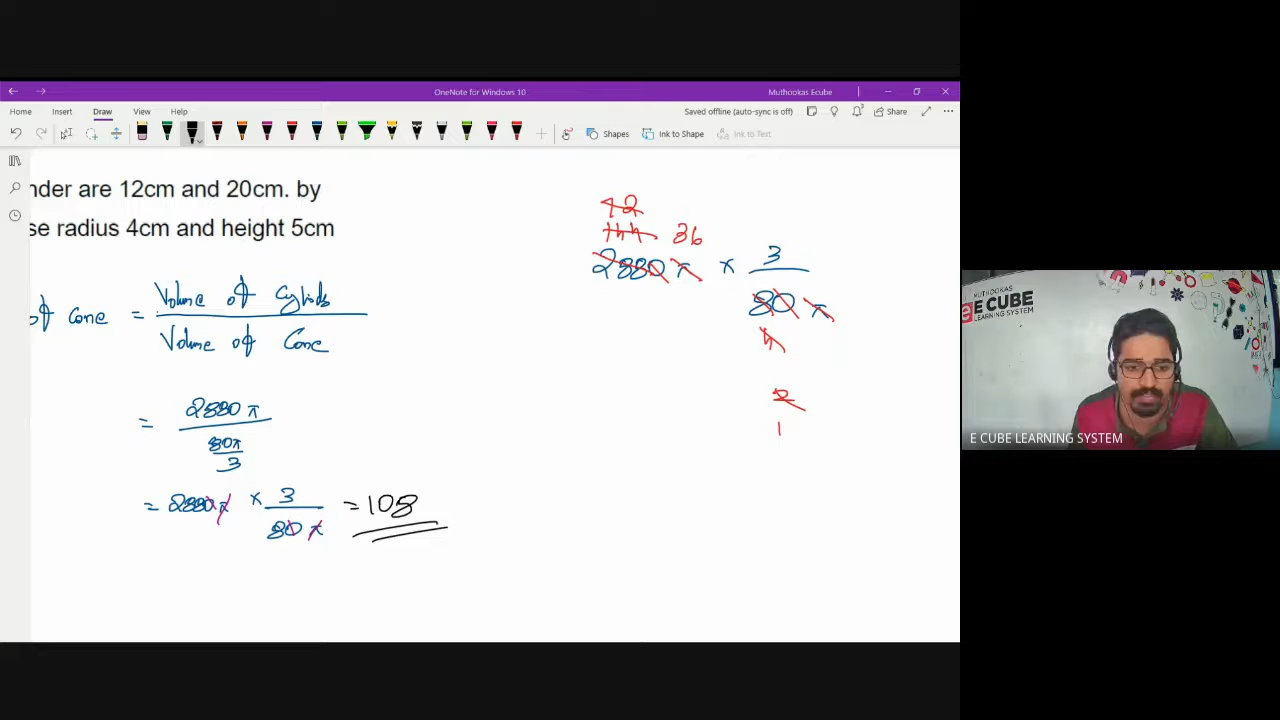 OneNote for Windows 10
Muthookas Ecube
Home Insert Draw View Help
Saved offline (auto-sync is off)
Share
Shapes
Ink to Shape
Ink to Text
nder are 12cm and 20cm. by
se radius 4cm and height 5cm
of Cone = Volume of
Volume of Cone
= 2880 π
80π
3
= 2880π × 3 = 108
80 π
72
144 36
2880 π × 3
80 π
4
2
1
MUTHOOKAS
E CUBE
LEARNING SYSTEM
E CUBE LEARNING SYSTEM